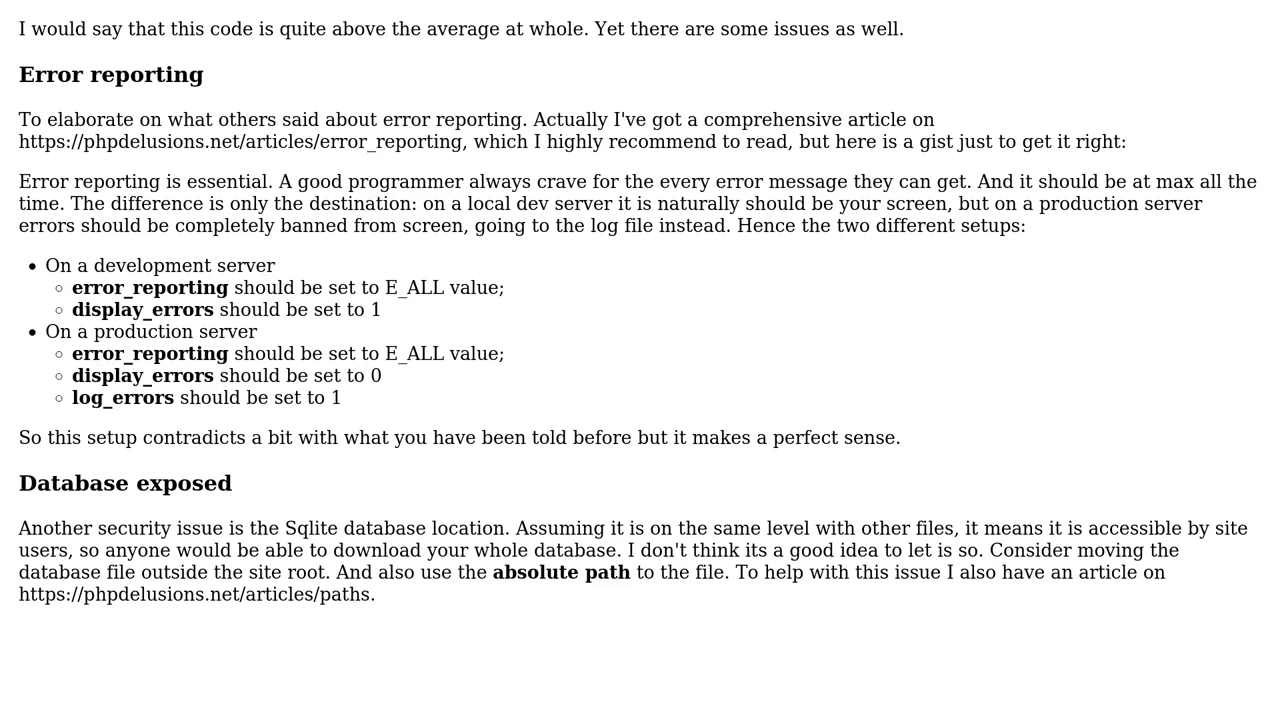 I would say that this code is quite above the average at whole. Yet there are some issues as well.
Error reporting
To elaborate on what others said about error reporting. Actually I've got a comprehensive article on
https://phpdelusions.net/articles/error_reporting, which I highly recommend to read, but here is a gist just to get it right:
Error reporting is essential. A good programmer always crave for the every error message they can get. And it should be at max all the
time. The difference is only the destination: on a local dev server it is naturally should be your screen, but on a production server
errors should be completely banned from screen, going to the log file instead. Hence the two different setups:
• On a development server
◦ error_reporting should be set to E_ALL value;
◦ display_errors should be set to 1
• On a production server
◦ error_reporting should be set to E_ALL value;
◦ display_errors should be set to 0
◦ log_errors should be set to 1
So this setup contradicts a bit with what you have been told before but it makes a perfect sense.
Database exposed
Another security issue is the Sqlite database location. Assuming it is on the same level with other files, it means it is accessible by site
users, so anyone would be able to download your whole database. I don't think its a good idea to let is so. Consider moving the
database file outside the site root. And also use the absolute path to the file. To help with this issue I also have an article on
https://phpdelusions.net/articles/paths.